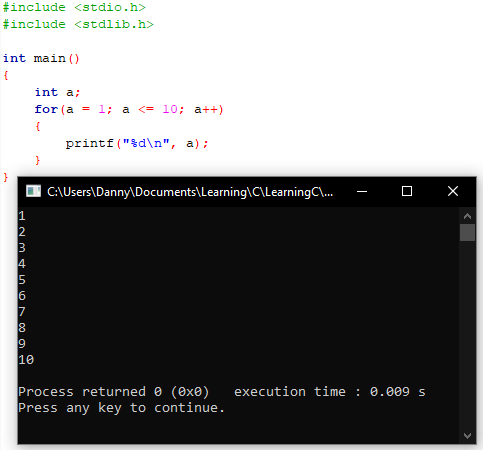 #include <stdio.h>
#include <stdlib.h>

int main()
{
    int a;
    for(a = 1; a <= 10; a++)
    {
        printf("%d\n", a);
    }
}
C:\Users\Danny\Documents\Learning\C\LearningC\...
1
2
3
4
5
6
7
8
9
10

Process returned 0 (0x0)   execution time : 0.009 s
Press any key to continue.